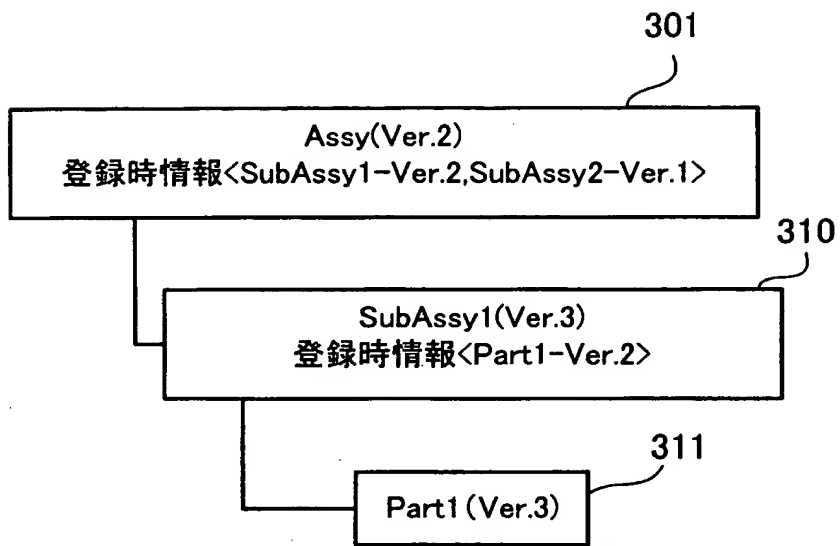 301
Assy(Ver.2)
登録時情報<SubAssy1-Ver.2,SubAssy2-Ver.1>
310
SubAssy1(Ver.3)
登録時情報<Part1-Ver.2>
311
Part1(Ver.3)